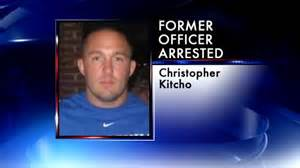 FORMER
OFFICER
ARRESTED
Christopher
Kitcho